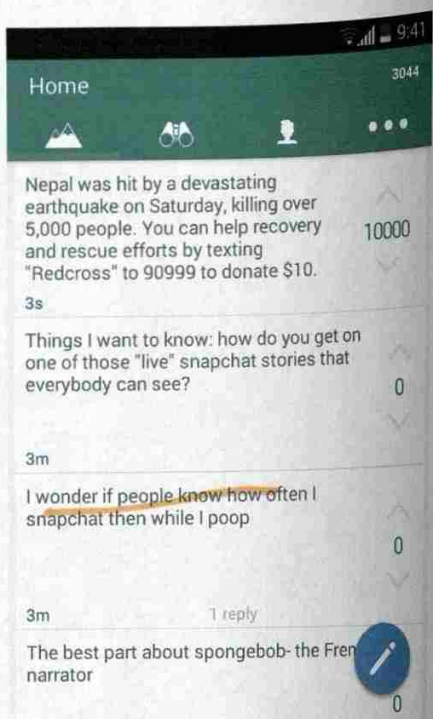 9:41
Home
3044
Nepal was hit by a devastating
earthquake on Saturday, killing over
5,000 people. You can help recovery
and rescue efforts by texting
"Redcross" to 90999 to donate $10.
10000
3s
Things I want to know: how do you get on
one of those "live" snapchat stories that
everybody can see?
0
3m
I wonder if people know how often I
snapchat then while I poop
0
3m
1 reply
The best part about spongebob- the Fren
narrator
0